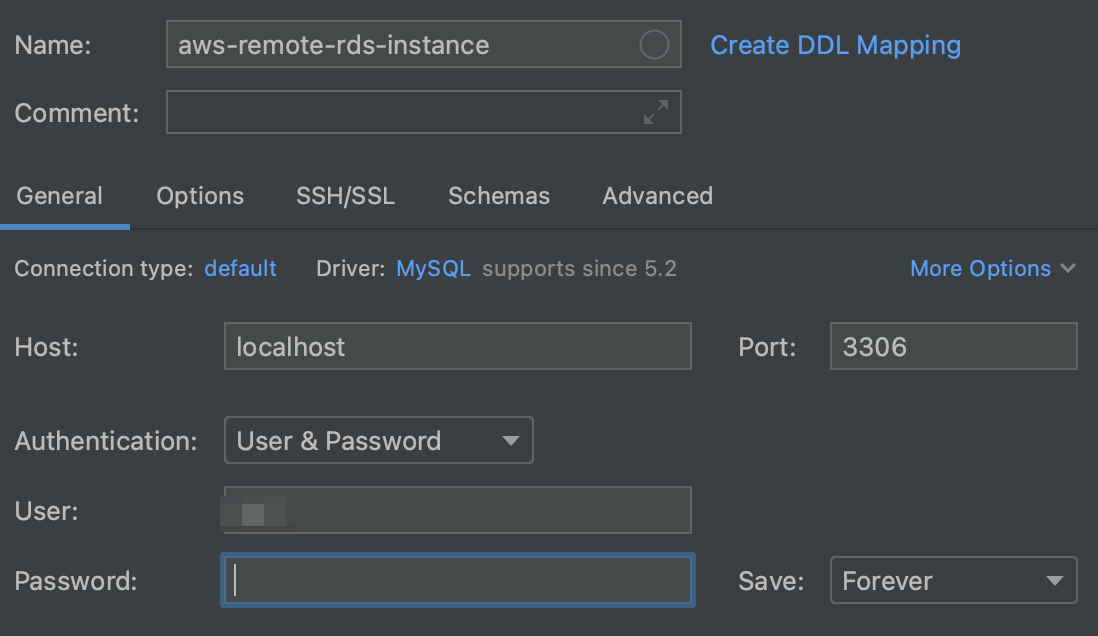 Name: aws-remote-rds-instance Create DDL Mapping
Comment:
General Options SSH/SSL Schemas Advanced
Connection type: default Driver: MySQL supports since 5.2 More Options
Host: localhost Port: 3306
Authentication: User & Password
User:
Password: Save: Forever